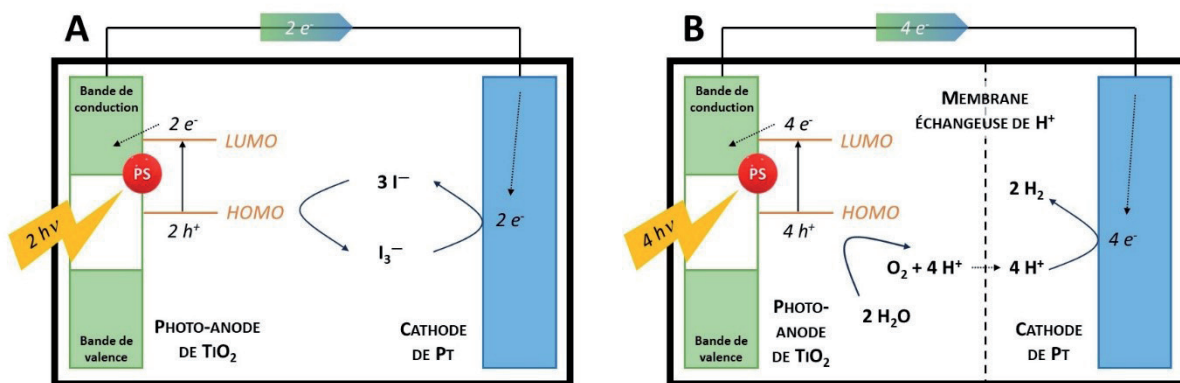 A
2 e⁻
Bande de
conduction
2 e⁻
LUMO
PS
HOMO
2 hν
2 h⁺
3 I⁻
I₃⁻
2 e⁻
Bande de
valence
PHOTO-ANODE
DE TIO₂
CATHODE
DE PT
B
4 e⁻
Bande de
conduction
4 e⁻
LUMO
PS
HOMO
4 hν
4 h⁺
MEMBRANE
ÉCHANGEUSE DE H⁺
2 H₂
4 e⁻
O₂ + 4 H⁺
4 H⁺
2 H₂O
Bande de
valence
PHOTO-
ANODE
DE TIO₂
CATHODE
DE PT